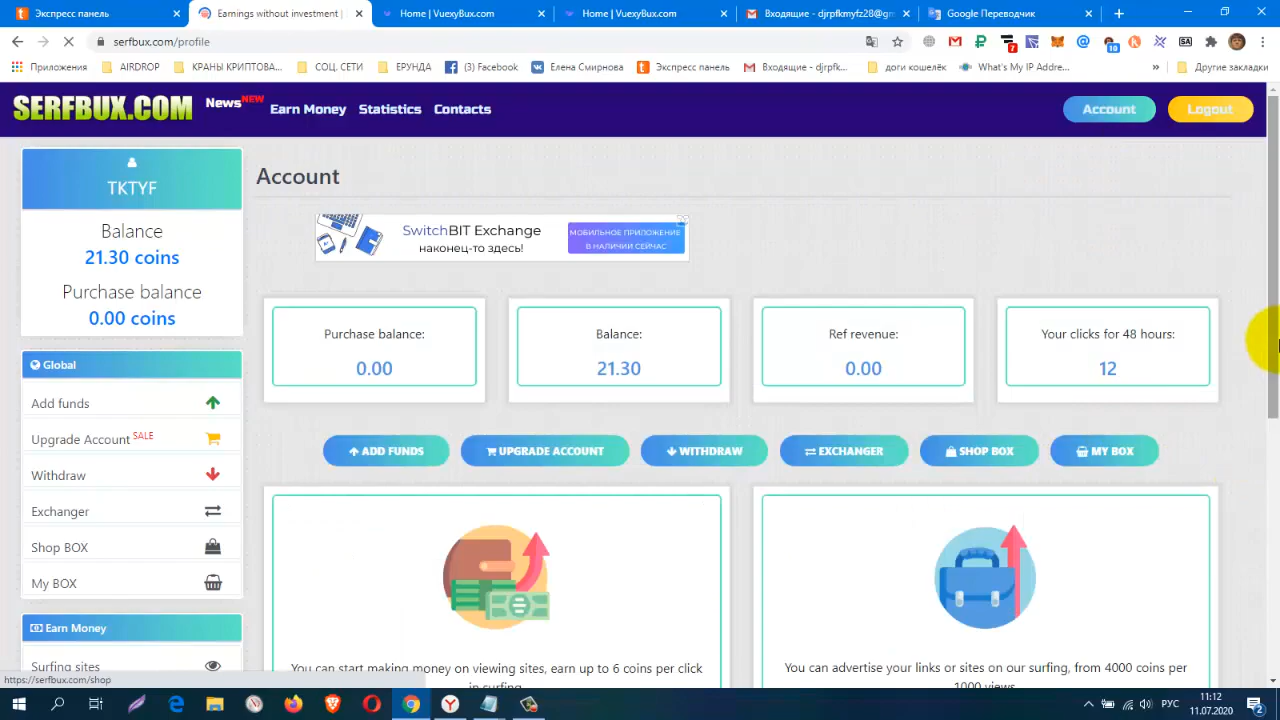 Экспресс панель
Earnings without investment |
Home | VuexyBux.com
Home | VuexyBux.com
Входящие - djrpfkmyfz28@gm
Google Переводчик
serfbux.com/profile
Приложения
AIRDROP
КРАНЫ КРИПТОВА...
СОЦ. СЕТИ
ЕРУНДА
(3) Facebook
Елена Смирнова
Экспресс панель
Входящие - djrpfk...
доги кошелёк
What's My IP Addre...
Другие закладки
SERFBUX.COM
News NEW
Earn Money
Statistics
Contacts
Account
Logout
TKTYF
Balance
21.30 coins
Purchase balance
0.00 coins
Global
Add funds
Upgrade Account SALE
Withdraw
Exchanger
Shop BOX
My BOX
Earn Money
Surfing sites
https://serfbux.com/shop
Account
SwitchBIT Exchange
наконец-то здесь!
МОБИЛЬНОЕ ПРИЛОЖЕНИЕ
В НАЛИЧИИ СЕЙЧАС
Purchase balance:
0.00
Balance:
21.30
Ref revenue:
0.00
Your clicks for 48 hours:
12
ADD FUNDS
UPGRADE ACCOUNT
WITHDRAW
EXCHANGER
SHOP BOX
MY BOX
You can start making money on viewing sites, earn up to 6 coins per click
in surfing.
You can advertise your links or sites on our surfing, from 4000 coins per
1000 views.
РУС
11:12
11.07.2020